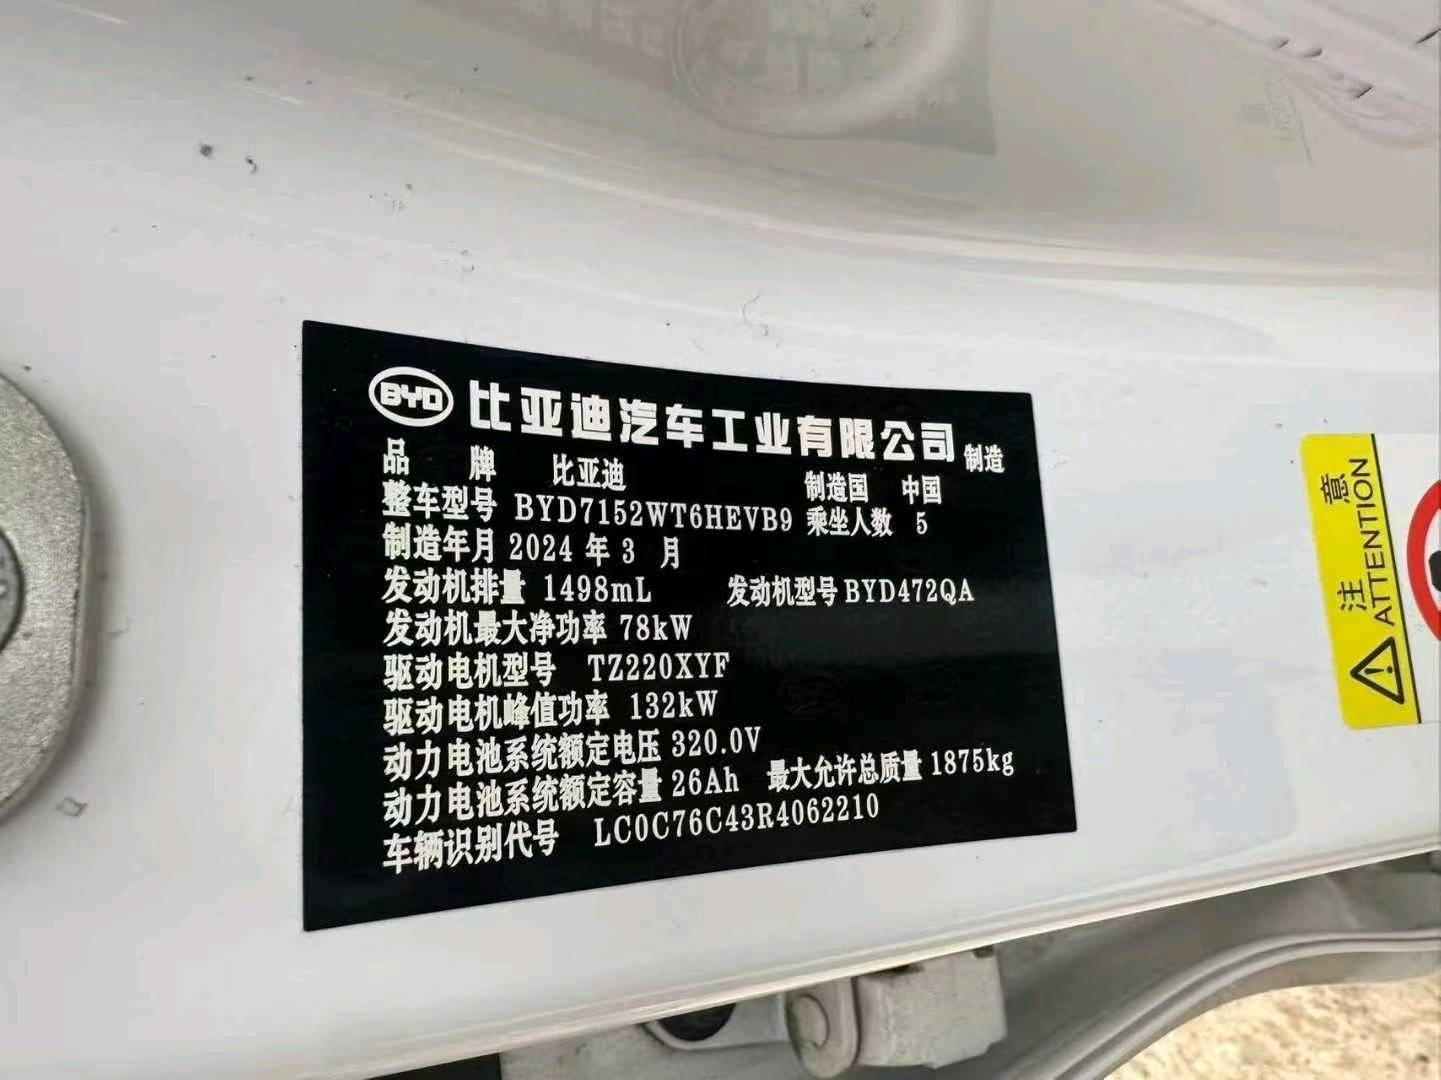 BYD 比亚迪汽车工业有限公司 制造
品 牌 比亚迪 制造国 中国
整车型号 BYD7152WT6HEVB9 乘坐人数 5
制造年月 2024 年 3 月
发动机排量 1498mL 发动机型号 BYD472QA
发动机最大净功率 78kW
驱动电机型号 TZ220XYF
驱动电机峰值功率 132kW
动力电池系统额定电压 320.0V
动力电池系统额定容量 26Ah 最大允许总质量 1875kg
车辆识别代号 LC0C76C43R4062210
注 意
ATTENTION